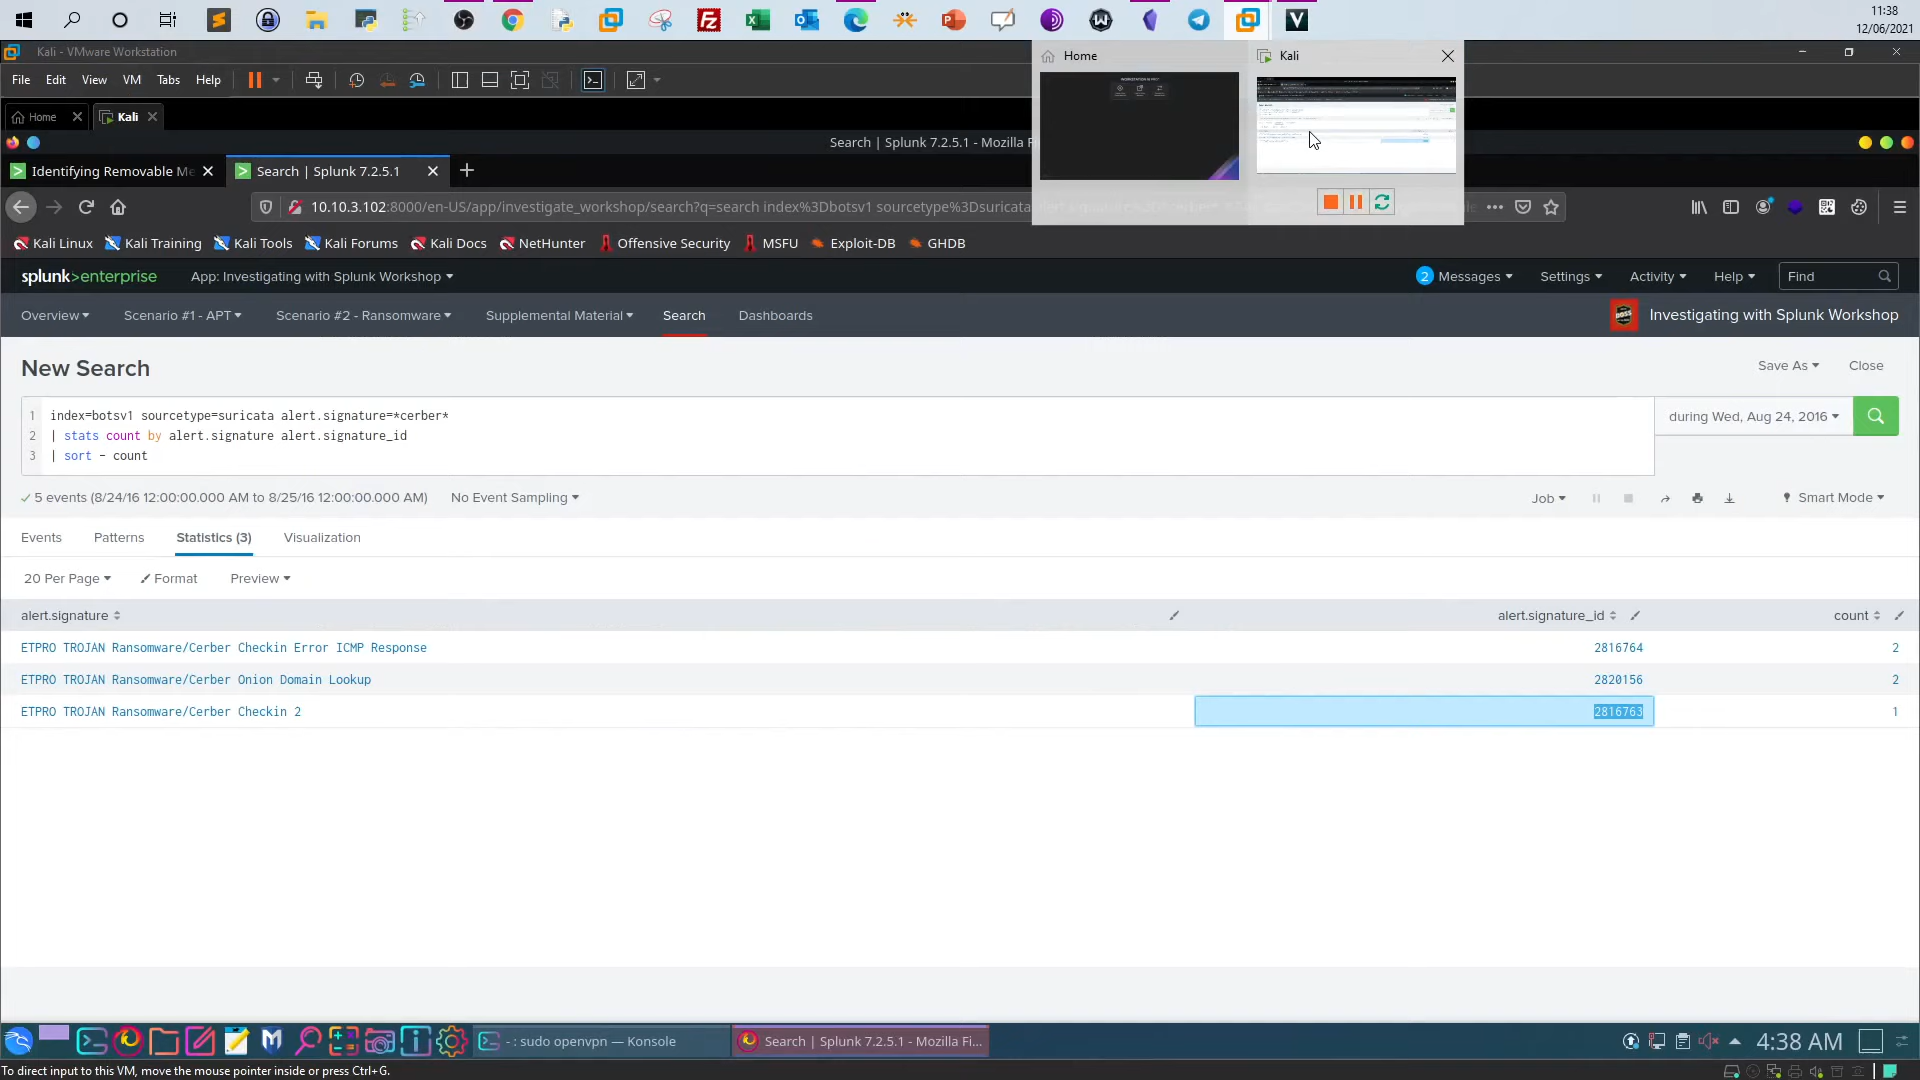 11:38
12/06/2021
Kali - VMware Workstation
Home
Kali
File Edit View VM Tabs Help
Home
Kali
Search | Splunk 7.2.5.1 - Mozilla F
Identifying Removable Me
Search | Splunk 7.2.5.1
10.10.3.102:8000/en-US/app/investigate_workshop/search?q=search index%3Dbotsv1 sourcetype%3Dsuricata
Kali Linux Kali Training Kali Tools Kali Forums Kali Docs NetHunter Offensive Security MSFU Exploit-DB GHDB
splunk>enterprise
App: Investigating with Splunk Workshop
2 Messages Settings Activity Help Find
Overview Scenario #1 - APT Scenario #2 - Ransomware Supplemental Material Search Dashboards
Investigating with Splunk Workshop
New Search
Save As Close
1 index=botsv1 sourcetype=suricata alert.signature=*cerber*
2 | stats count by alert.signature alert.signature_id
3 | sort - count
during Wed, Aug 24, 2016
5 events (8/24/16 12:00:00.000 AM to 8/25/16 12:00:00.000 AM) No Event Sampling
Job Smart Mode
Events Patterns Statistics (3) Visualization
20 Per Page Format Preview
alert.signature alert.signature_id count
ETPRO TROJAN Ransomware/Cerber Checkin Error ICMP Response 2816764 2
ETPRO TROJAN Ransomware/Cerber Onion Domain Lookup 2820156 2
ETPRO TROJAN Ransomware/Cerber Checkin 2 2816763 1
- : sudo openvpn — Konsole
Search | Splunk 7.2.5.1 - Mozilla Fi...
4:38 AM
To direct input to this VM, move the mouse pointer inside or press Ctrl+G.